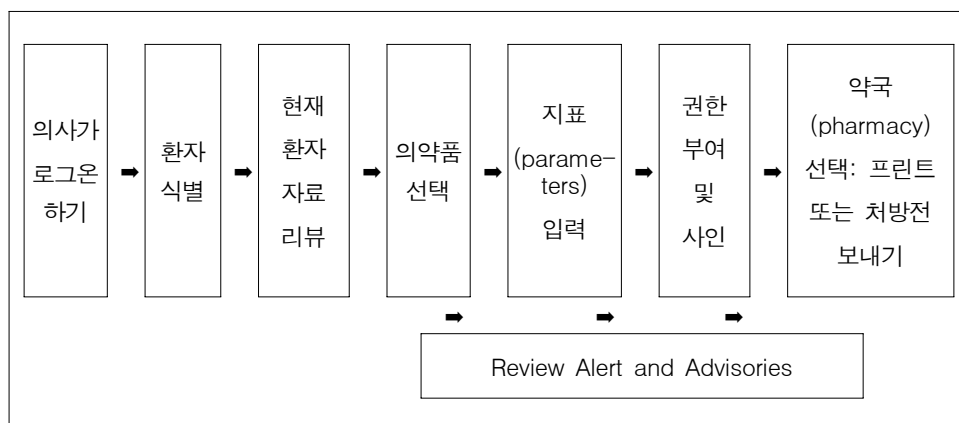 의사가
로그온
하기
➡
환자
식별
➡
현재
환자
자료
리뷰
➡
의약품
선택
➡
지표
(parame-
ters)
입력
➡
권한
부여
및
사인
➡
약국
(pharmacy)
선택: 프린트
또는 처방전
보내기
➡ ➡ ➡
Review Alert and Advisories